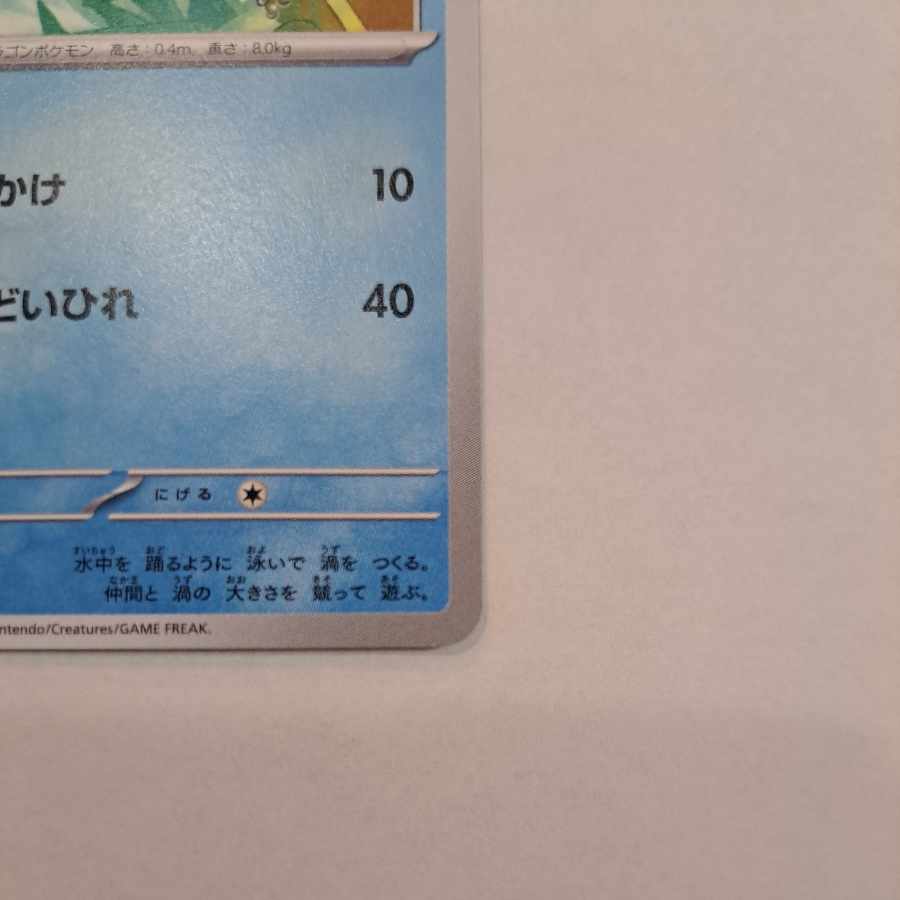 ラゴンポケモン 高さ：0.4m 重さ：8.0kg
かけ 10
どいひれ 40
にげる
水中を 踊るように 泳いで 渦を つくる。
仲間と 渦の 大きさを 競って 遊ぶ。
ntendo/Creatures/GAME FREAK.